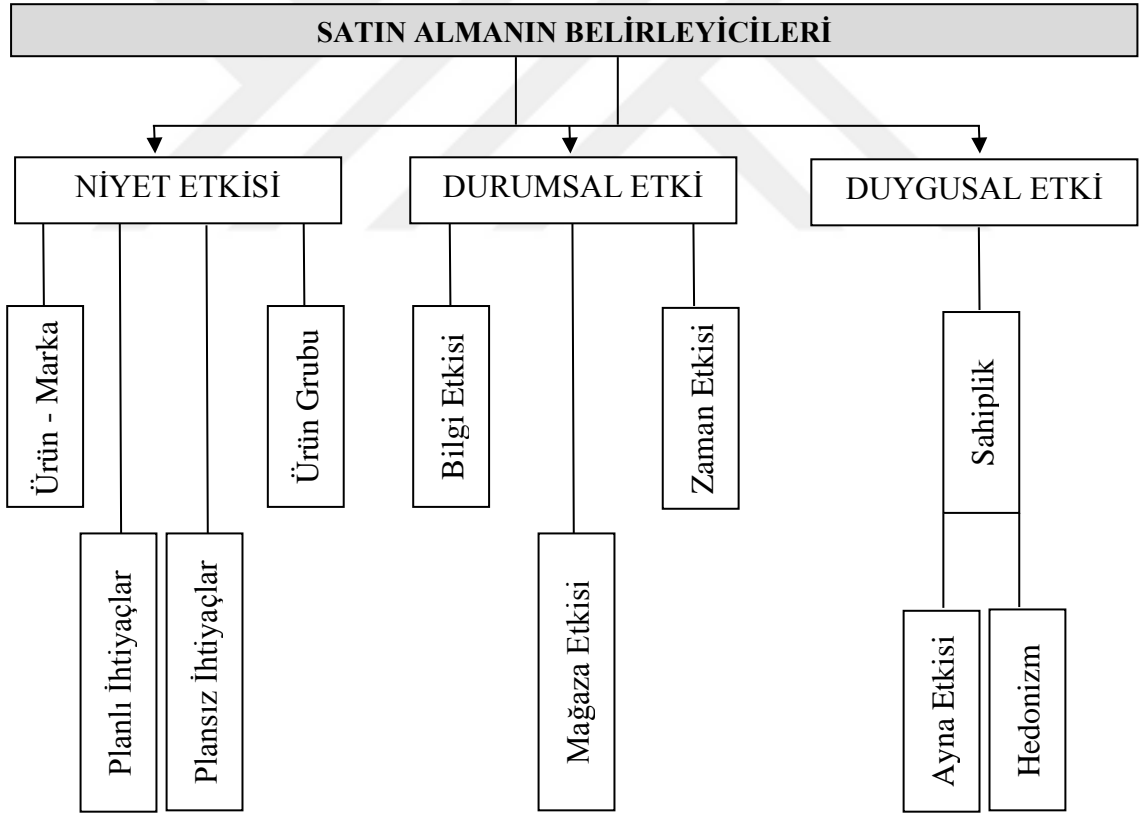 SATIN ALMANIN BELİRLEYİCİLERİ
NİYET ETKİSİ
DURUMSAL ETKİ
DUYGUSAL ETKİ
Ürün - Marka
Planlı İhtiyaçlar
Plansız İhtiyaçlar
Ürün Grubu
Bilgi Etkisi
Mağaza Etkisi
Zaman Etkisi
Sahiplik
Ayna Etkisi
Hedonizm